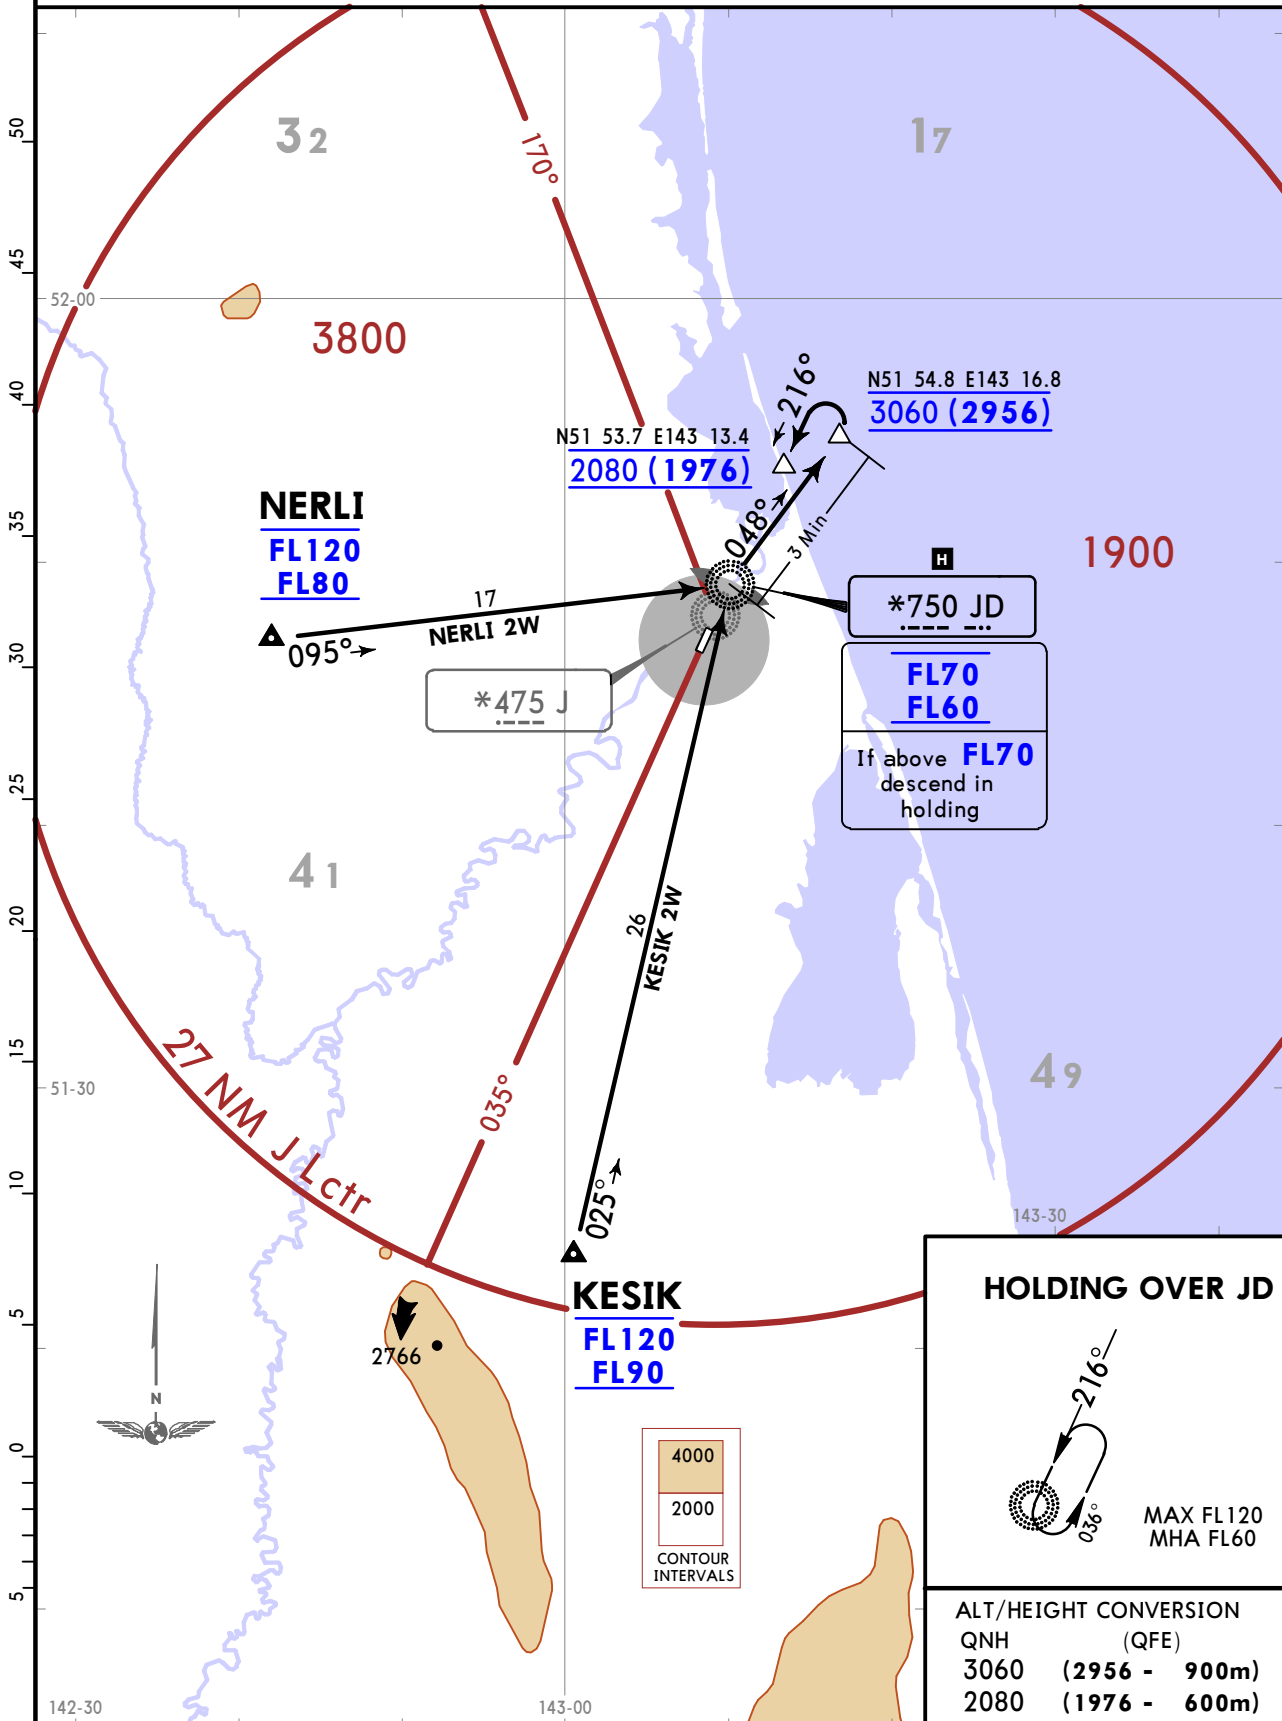 50
45
40
35
30
25
20
15
10
5
0
5
32
17
170°
52-00
3800
216°
N51 54.8 E143 16.8
3060 (2956)
N51 53.7 E143 13.4
2080 (1976)
NERLI
FL120
FL80
048°
3 Min
H
1900
*750 JD
17
NERLI 2W
095°
*475 J
FL70
FL60
If above FL70
descend in
holding
41
26
KESIK 2W
27 NM J Lctr
51-30
49
035°
025°
143-30
KESIK
FL120
FL90
2766
N
4000
2000
CONTOUR
INTERVALS
HOLDING OVER JD
216°
036°
MAX FL120
MHA FL60
ALT/HEIGHT CONVERSION
QNH (QFE)
3060 (2956 - 900m)
2080 (1976 - 600m)
142-30
143-00